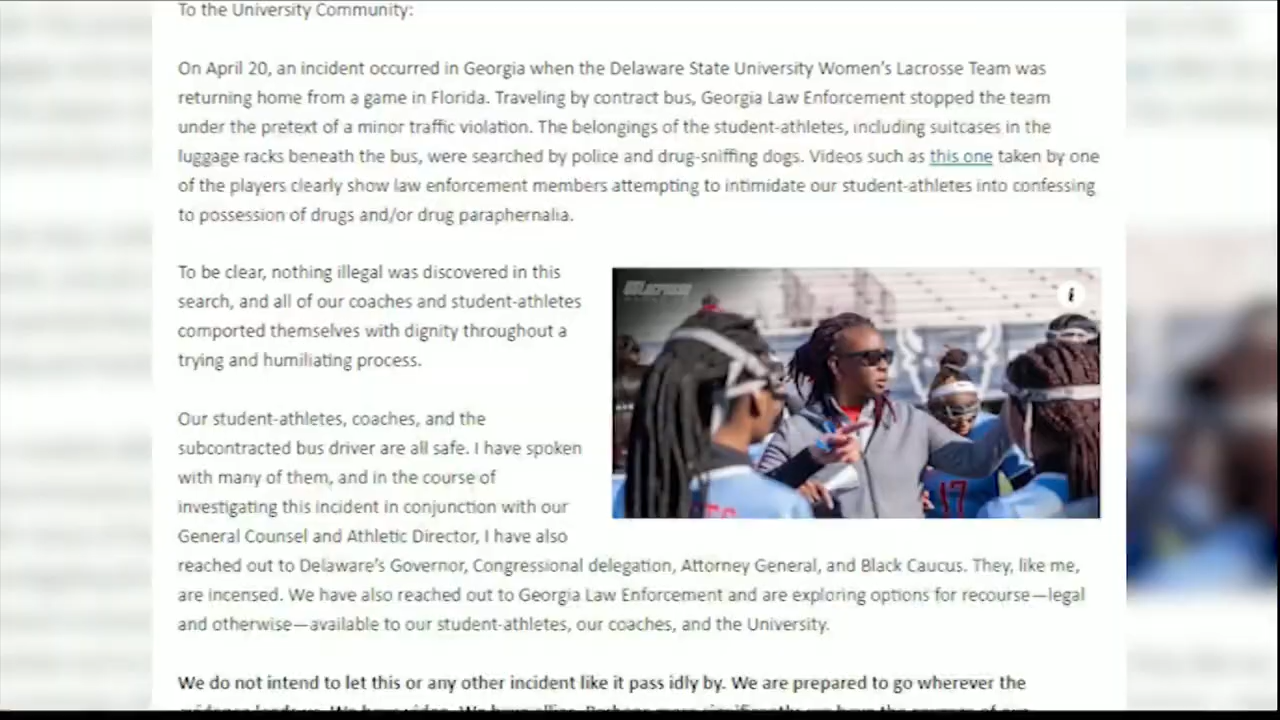 To the University Community:
On April 20, an incident occurred in Georgia when the Delaware State University Women's Lacrosse Team was
returning home from a game in Florida. Traveling by contract bus, Georgia Law Enforcement stopped the team
under the pretext of a minor traffic violation. The belongings of the student-athletes, including suitcases in the
luggage racks beneath the bus, were searched by police and drug-sniffing dogs. Videos such as this one taken by one
of the players clearly show law enforcement members attempting to intimidate our student-athletes into confessing
to possession of drugs and/or drug paraphernalia.
To be clear, nothing illegal was discovered in this
search, and all of our coaches and student-athletes
comported themselves with dignity throughout a
trying and humiliating process.
Our student-athletes, coaches, and the
subcontracted bus driver are all safe. I have spoken
with many of them, and in the course of
investigating this incident in conjunction with our
General Counsel and Athletic Director, I have also
reached out to Delaware's Governor, Congressional delegation, Attorney General, and Black Caucus. They, like me,
are incensed. We have also reached out to Georgia Law Enforcement and are exploring options for recourse—legal
and otherwise—available to our student-athletes, our coaches, and the University.
We do not intend to let this or any other incident like it pass idly by. We are prepared to go wherever the
i
17